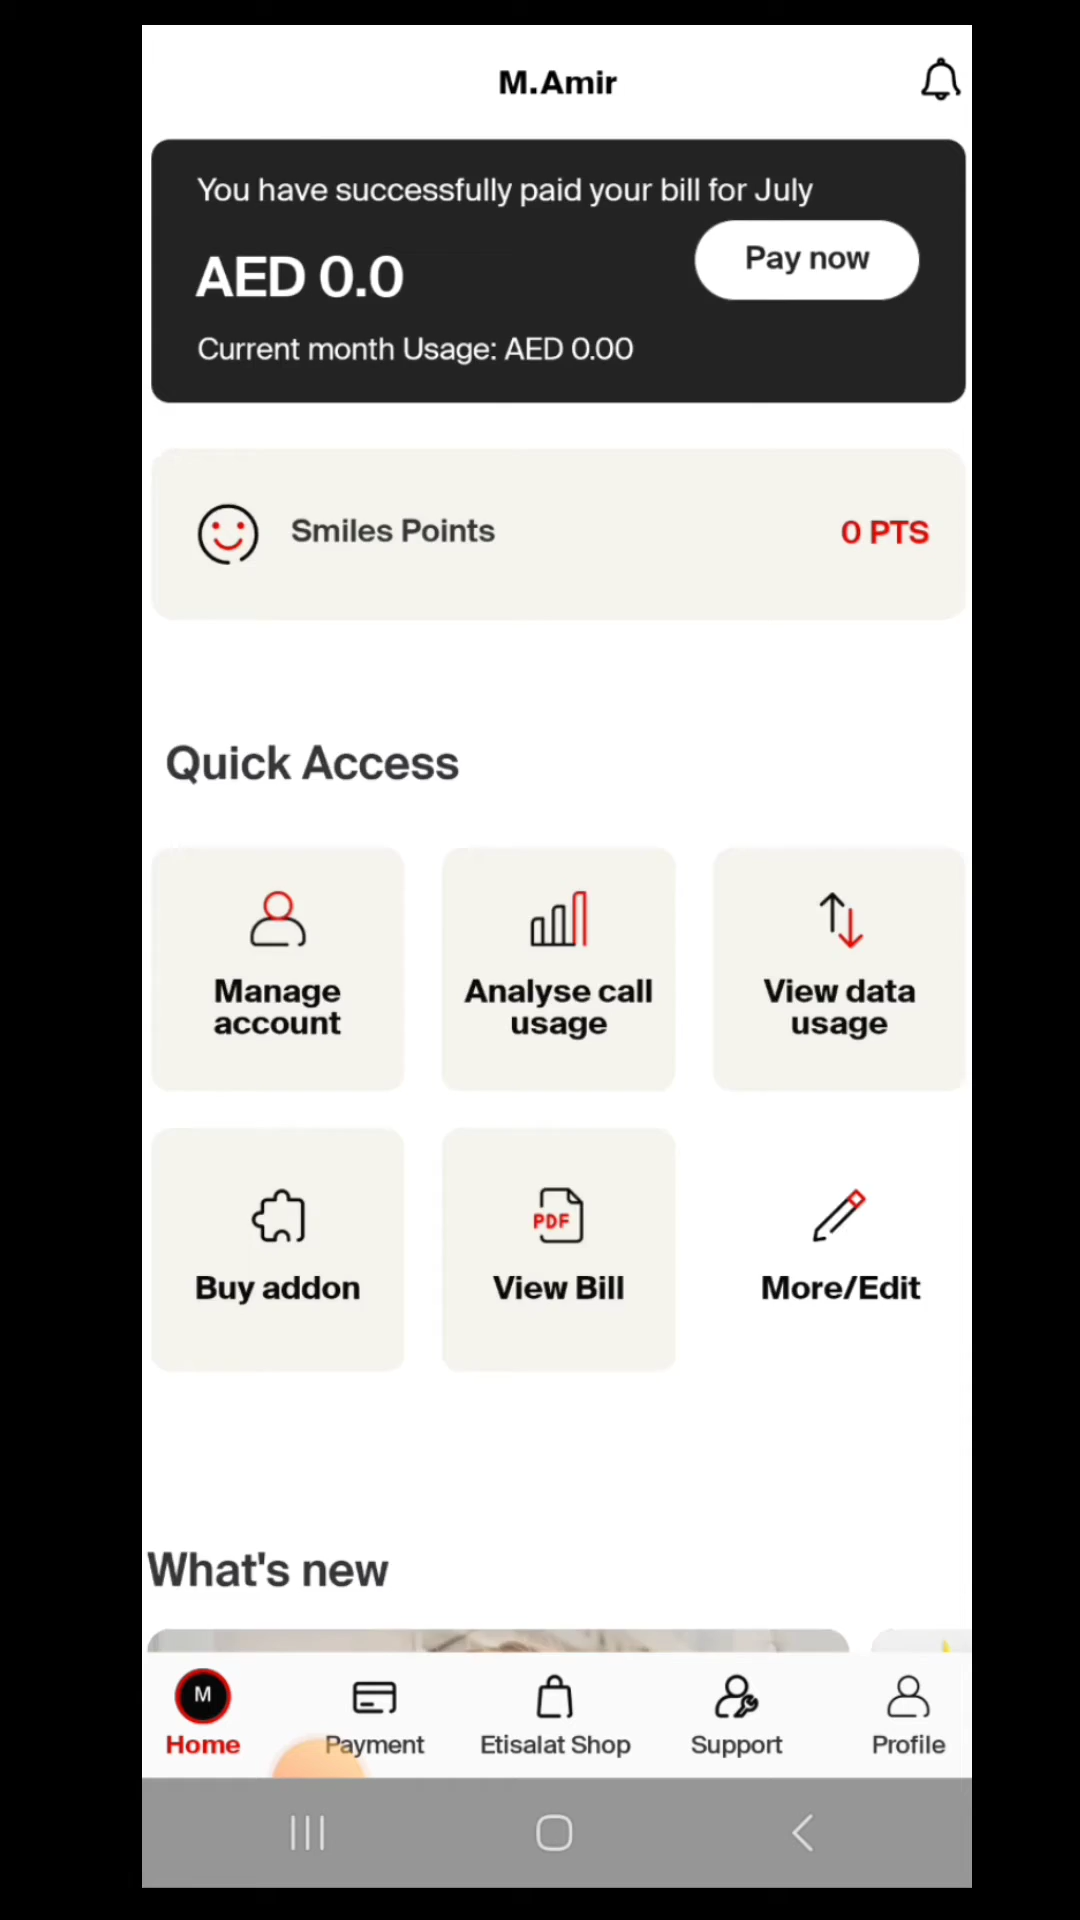 M.Amir
You have successfully paid your bill for July
AED 0.0
Pay now
Current month Usage: AED 0.00
Smiles Points
0 PTS
Quick Access
Manage
account
Analyse call
usage
View data
usage
Buy addon
PDF
View Bill
More/Edit
What's new
M
Home
Payment
Etisalat Shop
Support
Profile